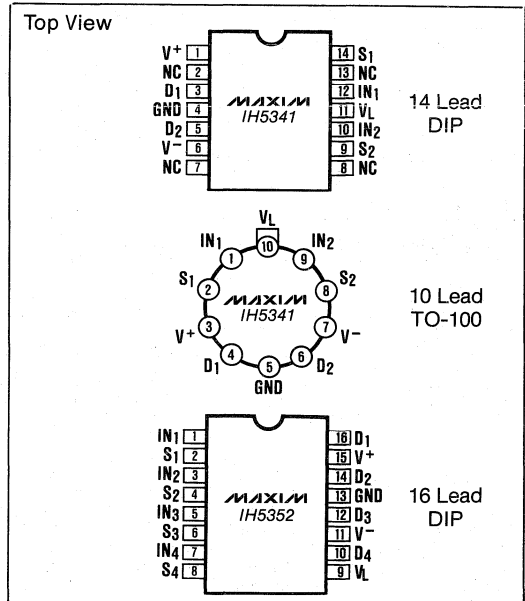 Top View
V+ 1 14 S1
NC 2 13 NC
D1 3 12 IN1
GND 4 11 VL
D2 5 10 IN2
V− 6 9 S2
NC 7 8 NC
MAXIM
IH5341
14 Lead
DIP
VL
IN1 1 10 9 IN2
S1 2 8 S2
V+ 3 7 V−
D1 4 5 6 D2
GND
MAXIM
IH5341
10 Lead
TO-100
IN1 1 16 D1
S1 2 15 V+
IN2 3 14 D2
S2 4 13 GND
IN3 5 12 D3
S3 6 11 V−
IN4 7 10 D4
S4 8 9 VL
MAXIM
IH5352
16 Lead
DIP